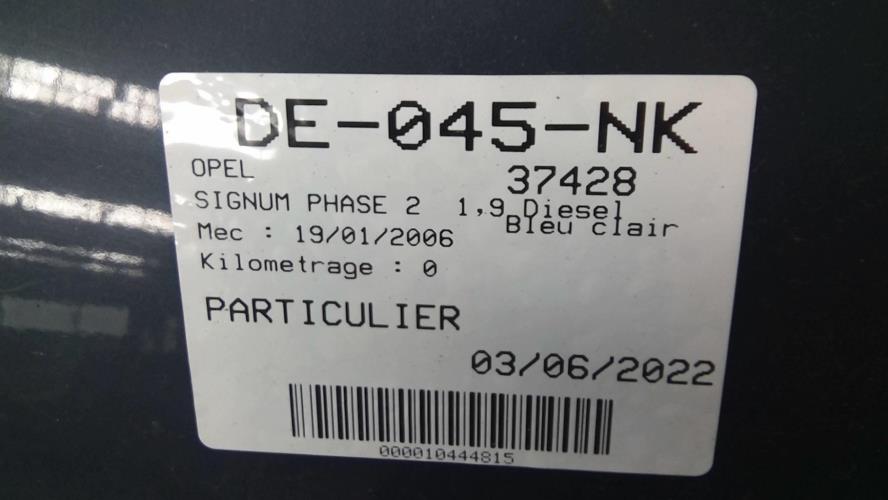 DE-045-NK
OPEL 37428
SIGNUM PHASE 2 1,9 Diesel
Bleu clair
Mec : 19/01/2006
Kilometrage : 0
PARTICULIER
03/06/2022
000010444815